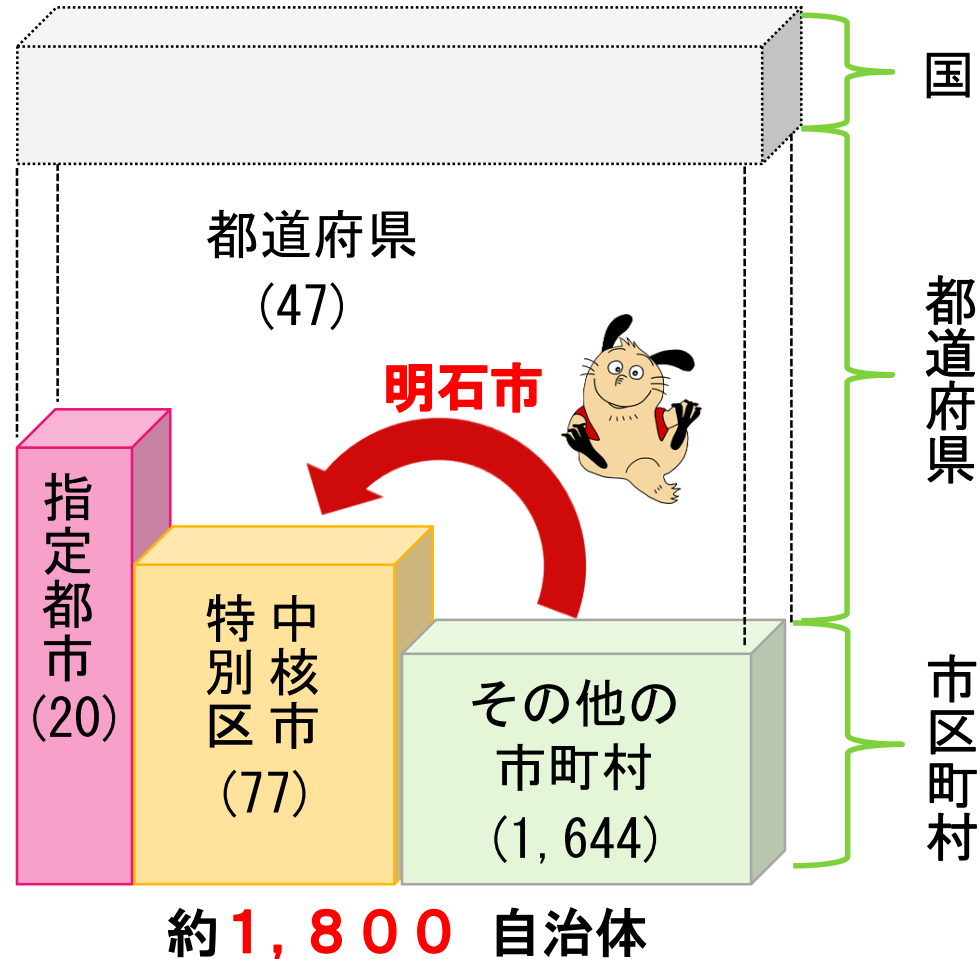 国
都道府県
(47)
都道府県
明石市
指定都市
(20)
中核市
特別区
(77)
その他の
市町村
(1,644)
市区町村
約1,800 自治体